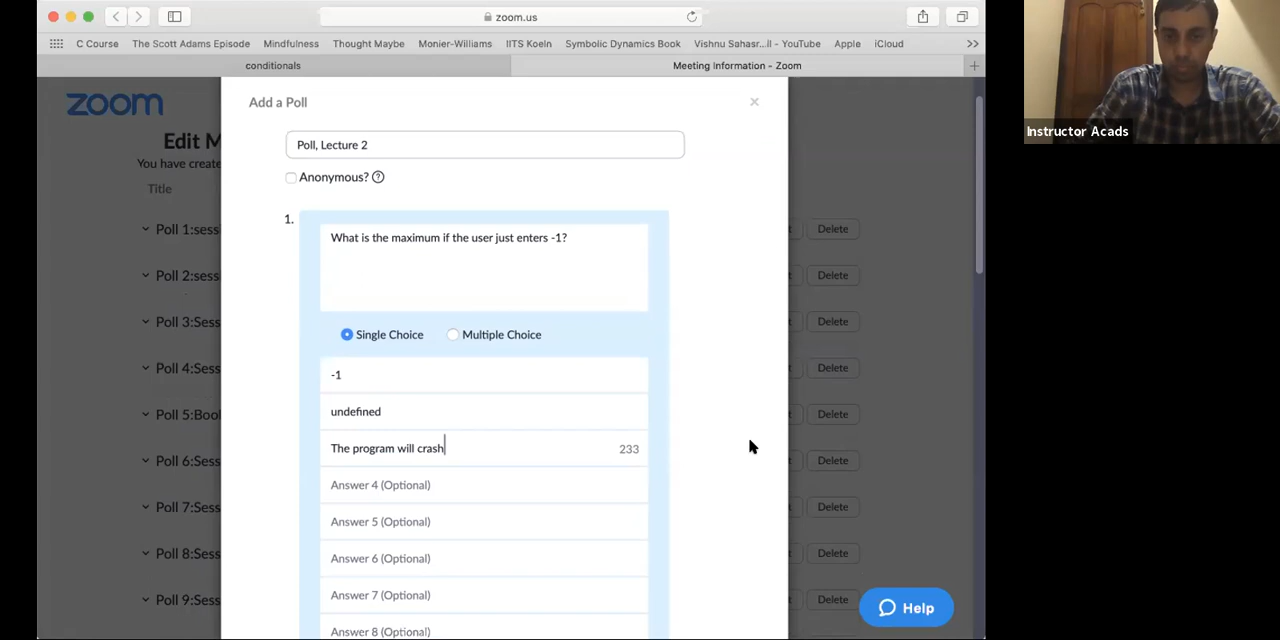 zoom.us
C Course The Scott Adams Episode Mindfulness Thought Maybe Monier-Williams IITS Koeln Symbolic Dynamics Book Vishnu Sahasr...ll - YouTube Apple iCloud
conditionals Meeting Information - Zoom
zoom
Add a Poll
Edit M
Poll, Lecture 2
You have create
Anonymous?
Title
1.
Poll 1:sess Delete
What is the maximum if the user just enters -1?
Poll 2:sess Delete
Poll 3:Sess Delete
Single Choice Multiple Choice
Poll 4:Sess Delete
-1
undefined
Poll 5:Bool Delete
The program will crash 233
Poll 6:Sess Delete
Answer 4 (Optional)
Poll 7:Sess Delete
Answer 5 (Optional)
Poll 8:Sess Delete
Answer 6 (Optional)
Answer 7 (Optional)
Poll 9:Sess Delete
Help
Answer 8 (Optional)
Instructor Acads